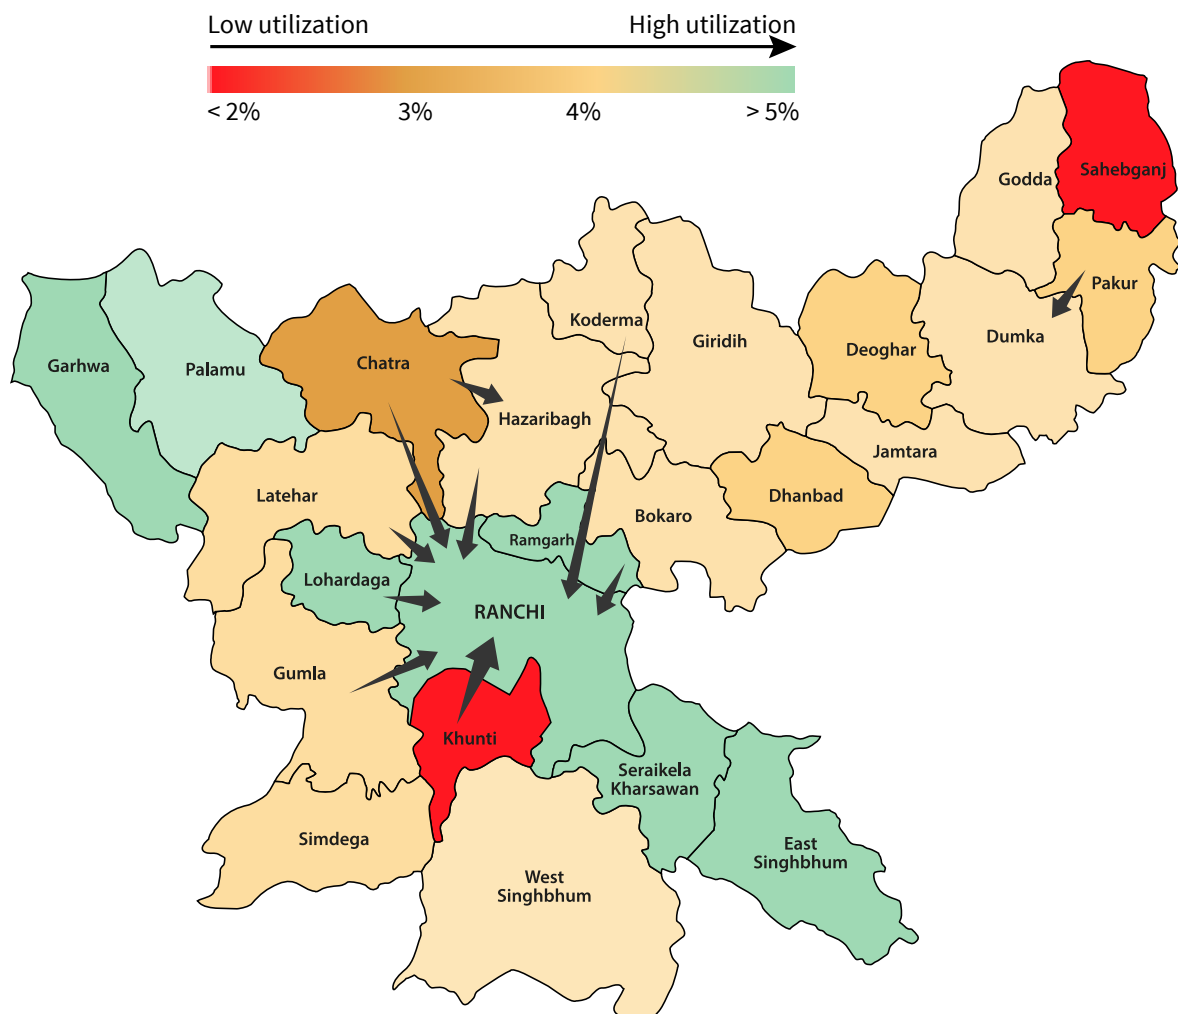 Low utilization
High utilization
< 2%
3%
4%
> 5%
Sahebganj
Godda
Pakur
Koderma
Dumka
Giridih
Deoghar
Chatra
Garhwa
Palamu
Hazaribagh
Jamtara
Latehar
Dhanbad
Bokaro
Ramgarh
Lohardaga
RANCHI
Gumla
Khunti
Seraikela
Kharsawan
Simdega
East
Singhbhum
West
Singhbhum